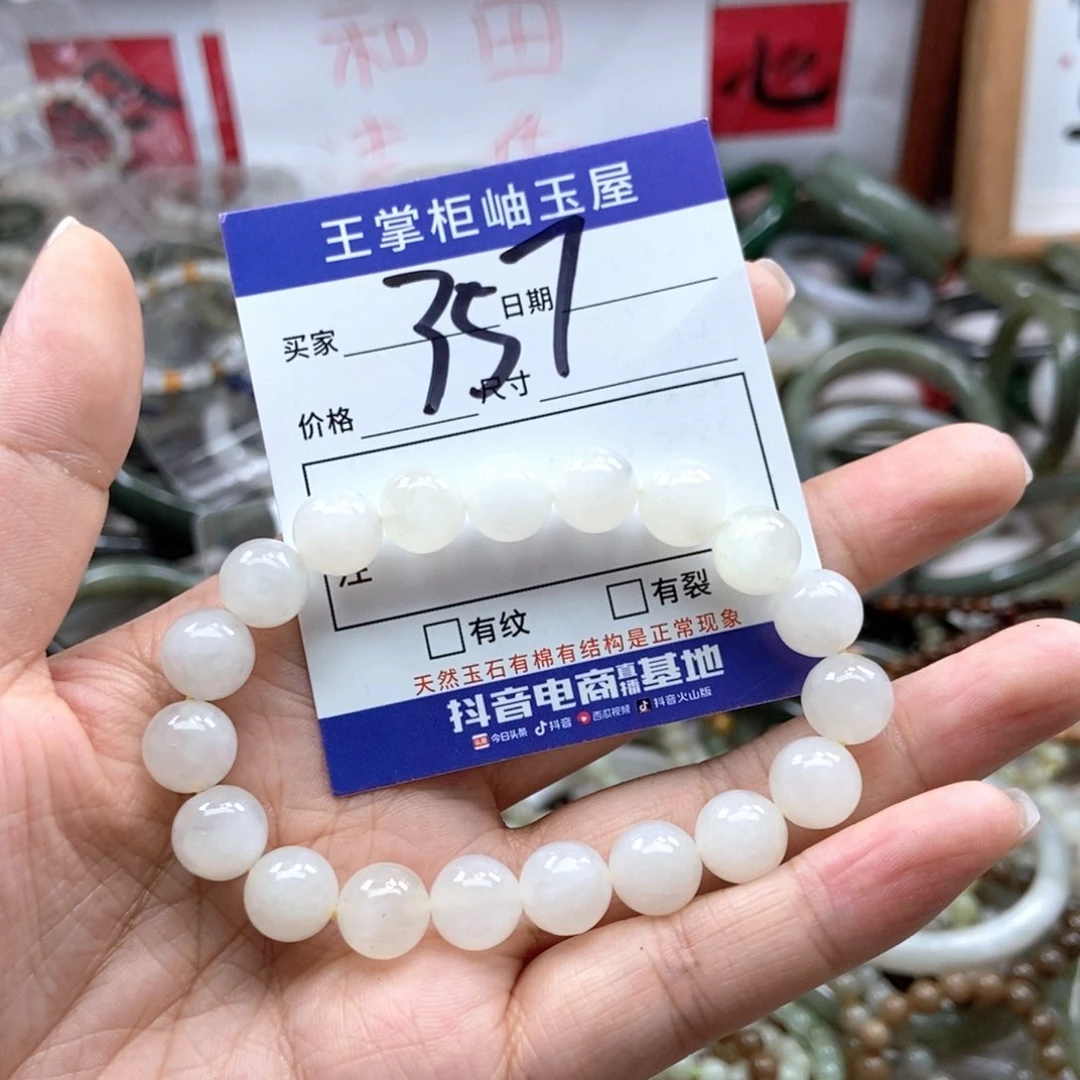 和 田
心
王掌柜岫玉屋
357
买家 日期
价格 尺寸
注
有纹 有裂
天然玉石有棉有结构是正常现象
抖音电商直播基地
头条 今日头条 抖音 西瓜视频 抖音火山版